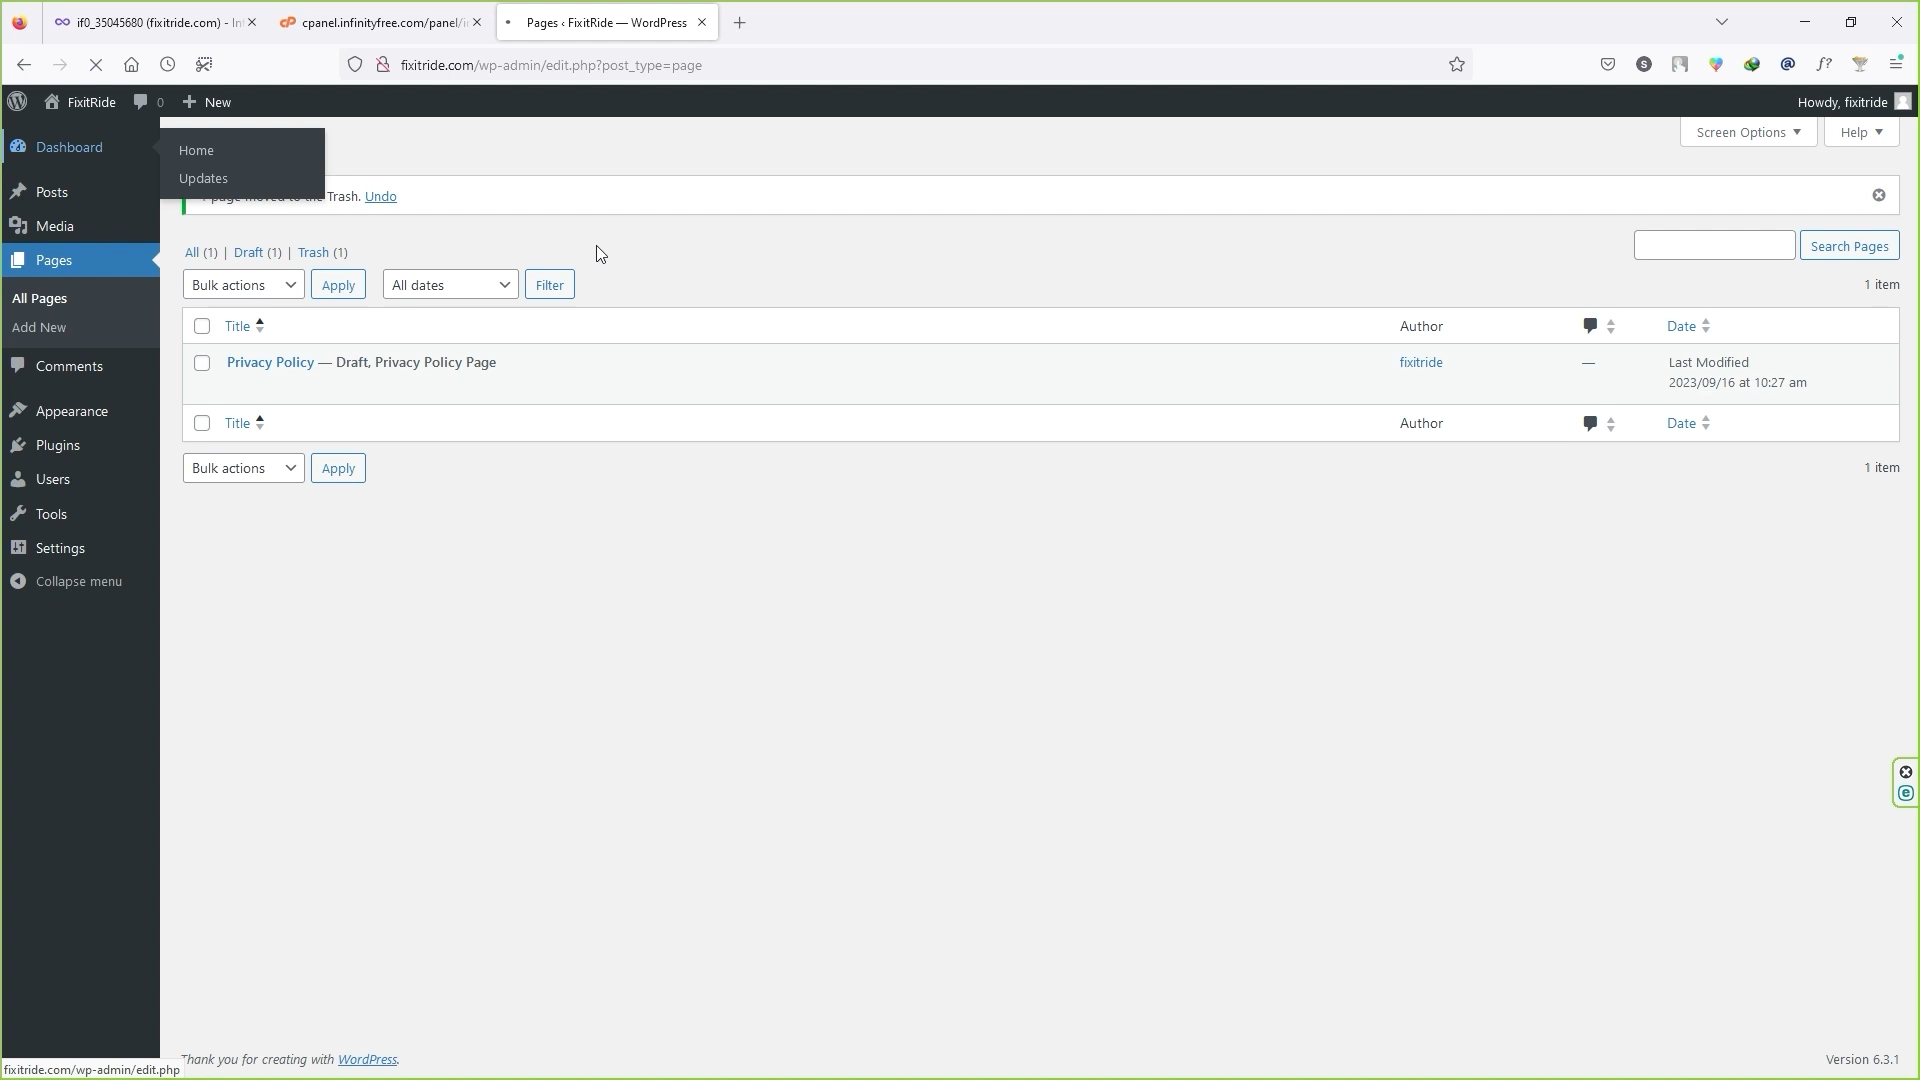 if0_35045680 (fixitride.com) - Inf
cpanel.infinityfree.com/panel/i
Pages ‹ FixitRide — WordPress
fixitride.com/wp-admin/edit.php?post_type=page
S
@
f?
FixitRide
0
New
Howdy, fixitride
Dashboard
Home
Updates
Screen Options
Help
page moved to the Trash. Undo
Posts
Media
Pages
All Pages
Add New
Comments
Appearance
Plugins
Users
Tools
Settings
Collapse menu
All (1) | Draft (1) | Trash (1)
Search Pages
Bulk actions
Apply
All dates
Filter
1 item
Title
Author
Date
Privacy Policy — Draft, Privacy Policy Page
fixitride
—
Last Modified
2023/09/16 at 10:27 am
Title
Author
Date
Bulk actions
Apply
1 item
Thank you for creating with WordPress.
Version 6.3.1
fixitride.com/wp-admin/edit.php